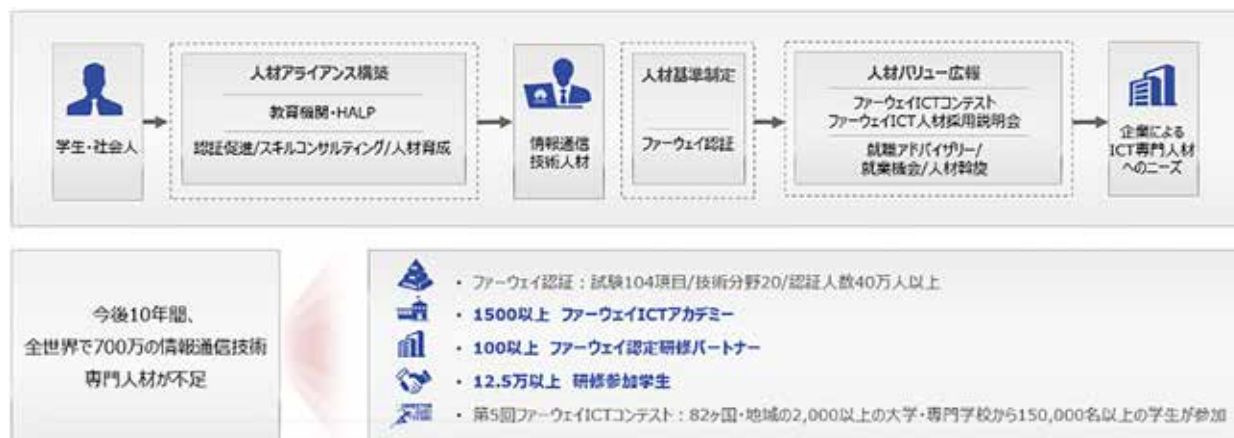 学生・社会人
人材アライアンス構築
教育機関・HALP
認証促進/スキルコンサルティング/人材育成
情報通信
技術人材
人材基準制定
ファーウェイ認証
人材バリュー広報
ファーウェイICTコンテスト
ファーウェイICT人材採用説明会
就職アドバイザリー/
就業機会/人材斡旋
企業による
ICT専門人材
へのニーズ
今後10年間、
全世界で700万の情報通信技術
専門人材が不足
・ ファーウェイ認証：試験104項目/技術分野20/認証人数40万人以上
・ 1500以上 ファーウェイICTアカデミー
・ 100以上 ファーウェイ認定研修パートナー
・ 12.5万以上 研修参加学生
・ 第5回ファーウェイICTコンテスト：82ヶ国・地域の2,000以上の大学・専門学校から150,000名以上の学生が参加